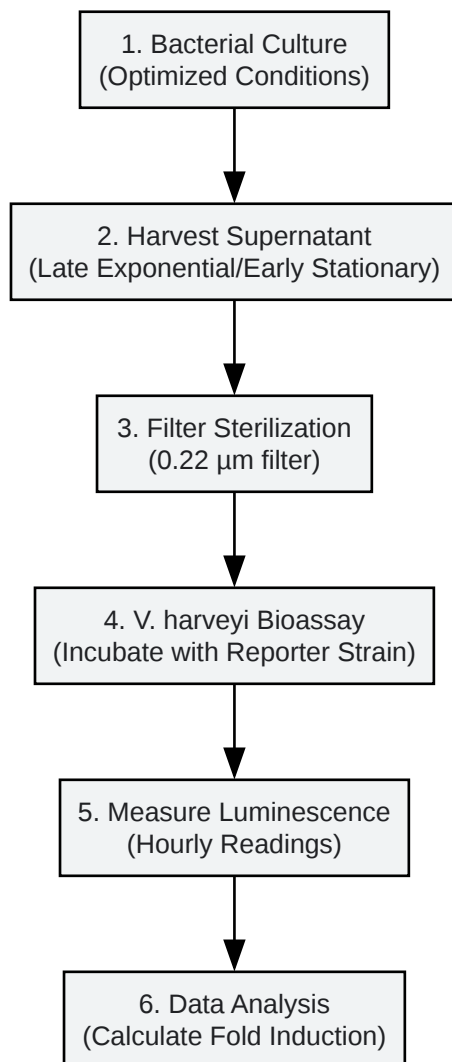 1. Bacterial Culture
(Optimized Conditions)
2. Harvest Supernatant
(Late Exponential/Early Stationary)
3. Filter Sterilization
(0.22 µm filter)
4. V. harveyi Bioassay
(Incubate with Reporter Strain)
5. Measure Luminescence
(Hourly Readings)
6. Data Analysis
(Calculate Fold Induction)